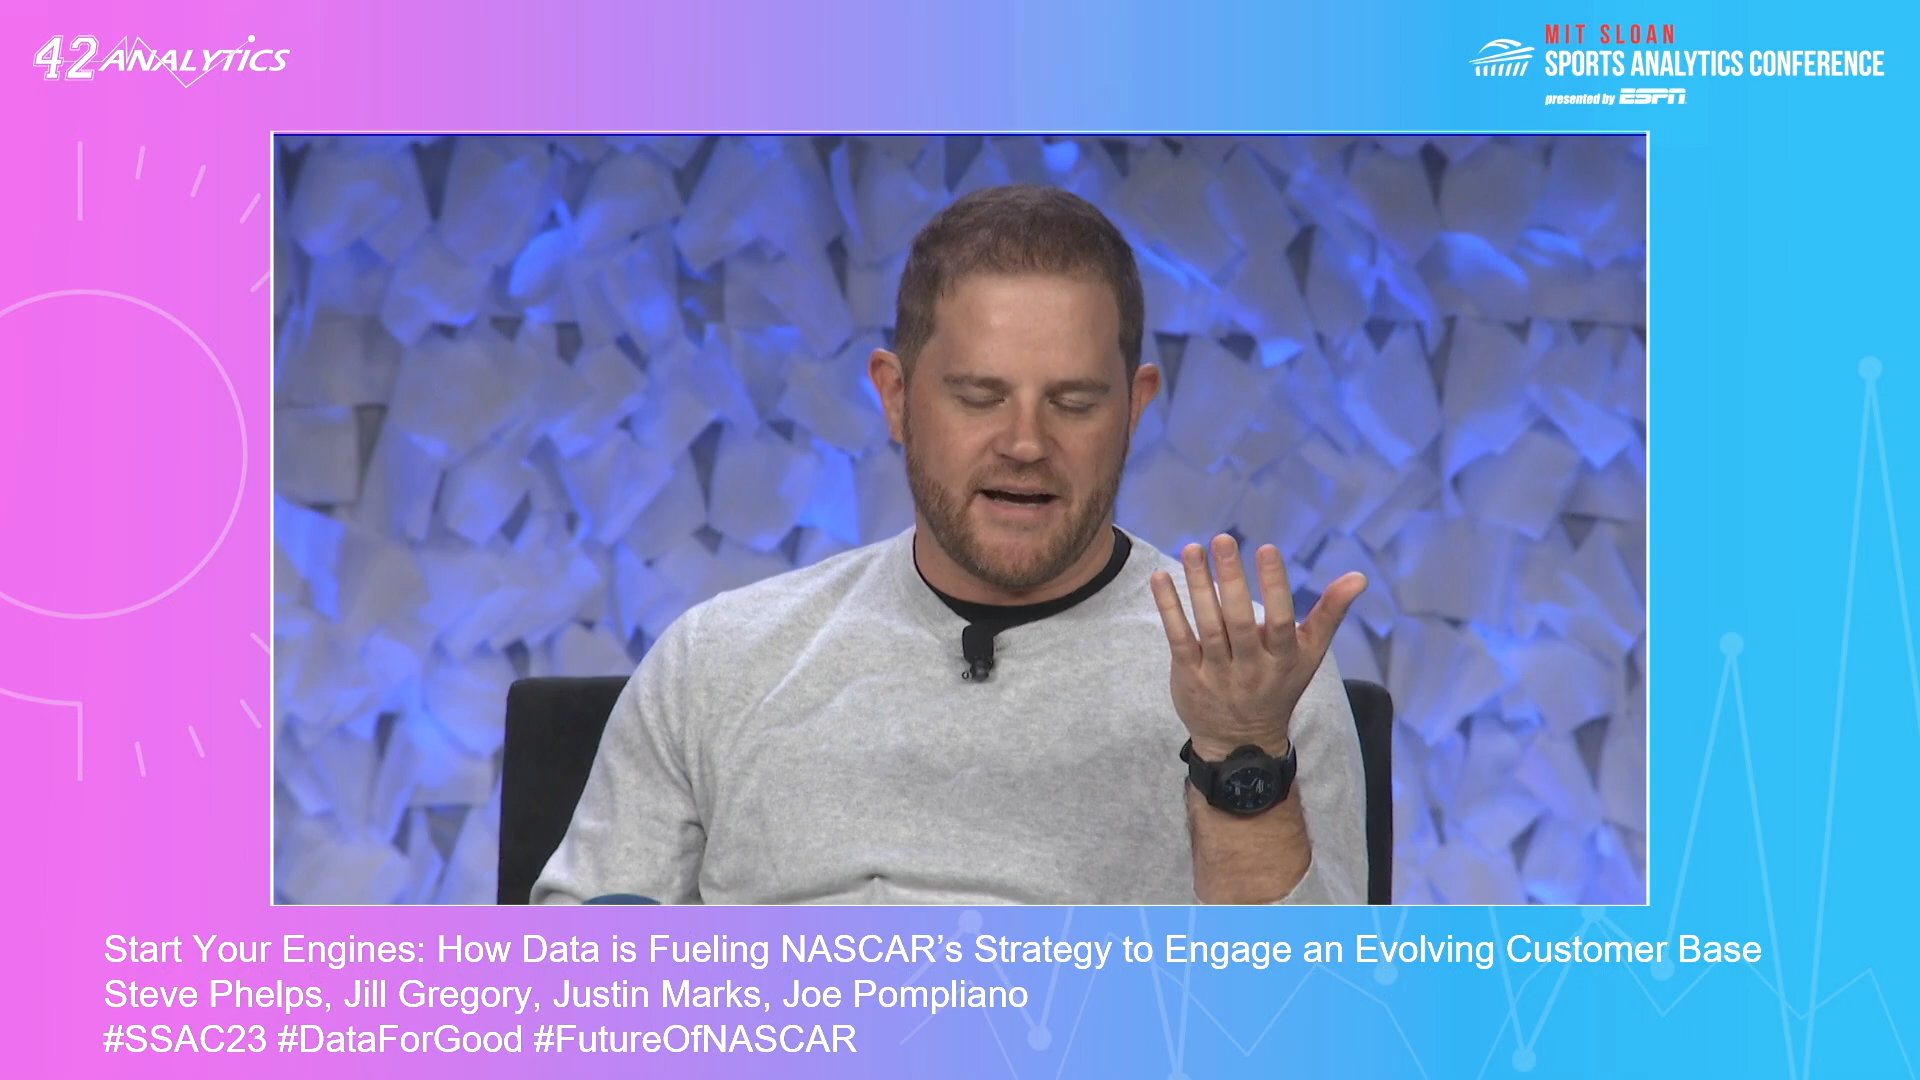 42 ANALYTICS
MIT SLOAN
SPORTS ANALYTICS CONFERENCE
presented by ESPN
Start Your Engines: How Data is Fueling NASCAR’s Strategy to Engage an Evolving Customer Base
Steve Phelps, Jill Gregory, Justin Marks, Joe Pompliano
#SSAC23 #DataForGood #FutureOfNASCAR